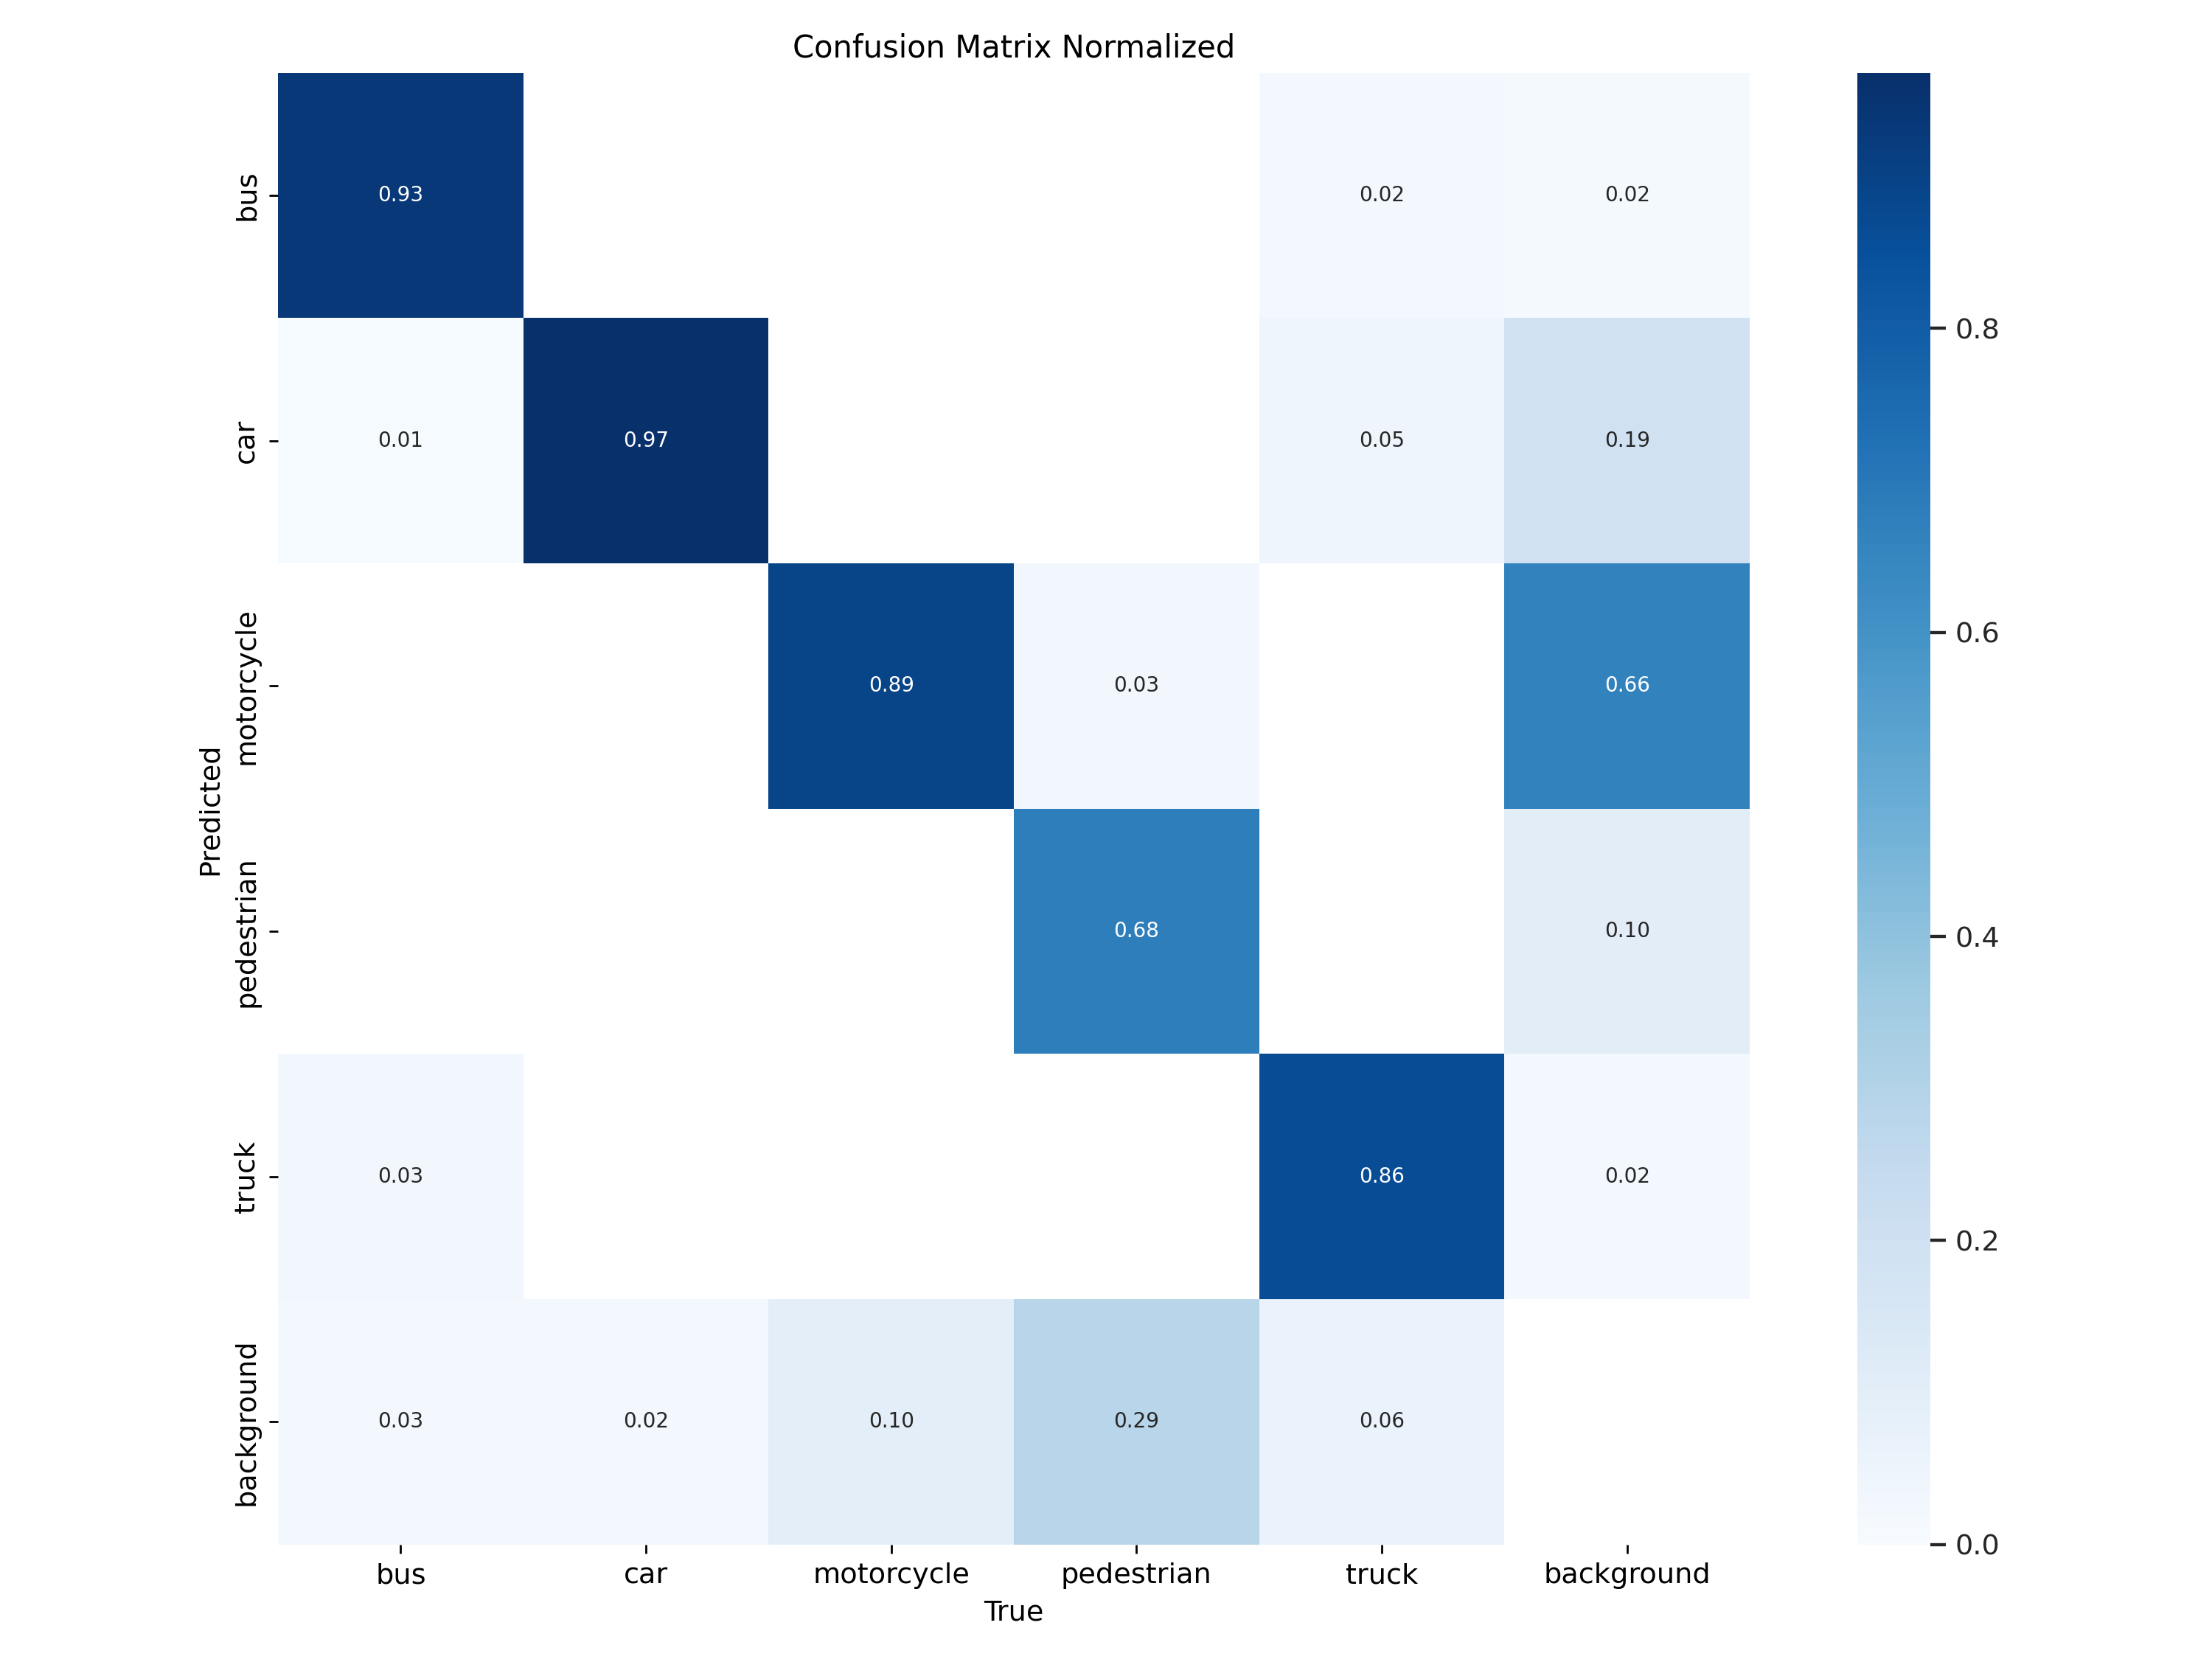 Confusion Matrix Normalized
bus
0.93
0.02
0.02
0.8
car
0.01
0.97
0.05
0.19
0.6
motorcycle
0.89
0.03
0.66
Predicted
pedestrian
0.68
0.10
0.4
truck
0.03
0.86
0.02
0.2
background
0.03
0.02
0.10
0.29
0.06
0.0
bus
car
motorcycle
pedestrian
truck
background
True